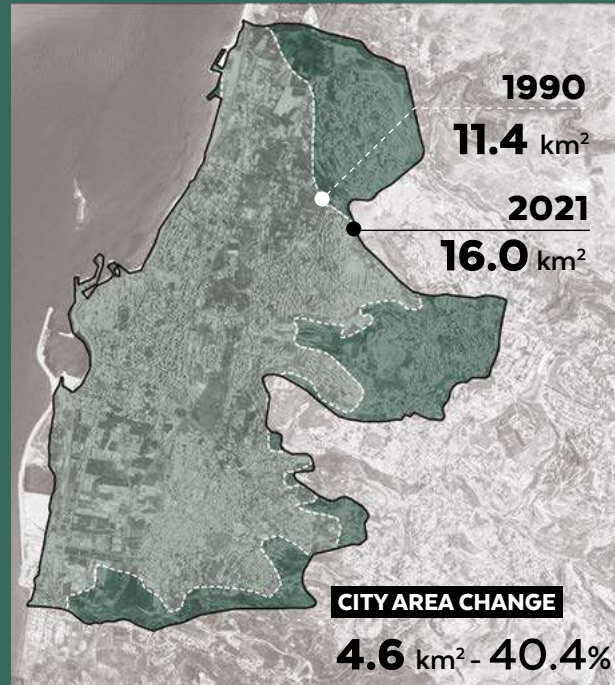 1990
11.4 km²
2021
16.0 km²
CITY AREA CHANGE
4.6 km² - 40.4%